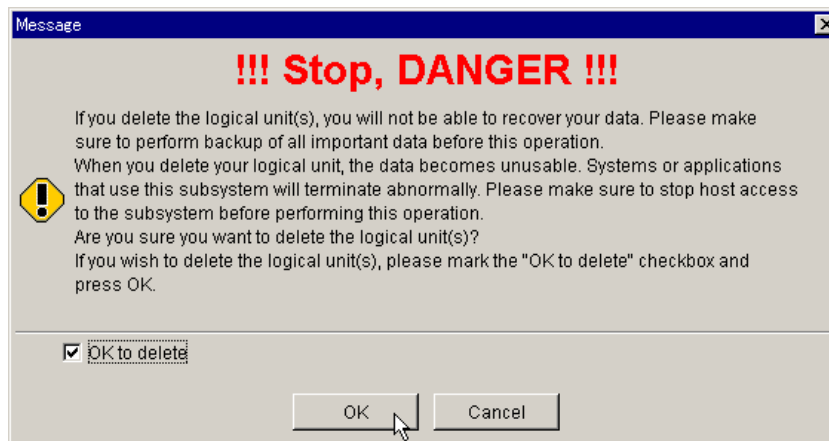 Message
!!! Stop, DANGER !!!
If you delete the logical unit(s), you will not be able to recover your data. Please make
sure to perform backup of all important data before this operation.
When you delete your logical unit, the data becomes unusable. Systems or applications
that use this subsystem will terminate abnormally. Please make sure to stop host access
to the subsystem before performing this operation.
Are you sure you want to delete the logical unit(s)?
If you wish to delete the logical unit(s), please mark the "OK to delete" checkbox and
press OK.
OK to delete
OK
Cancel